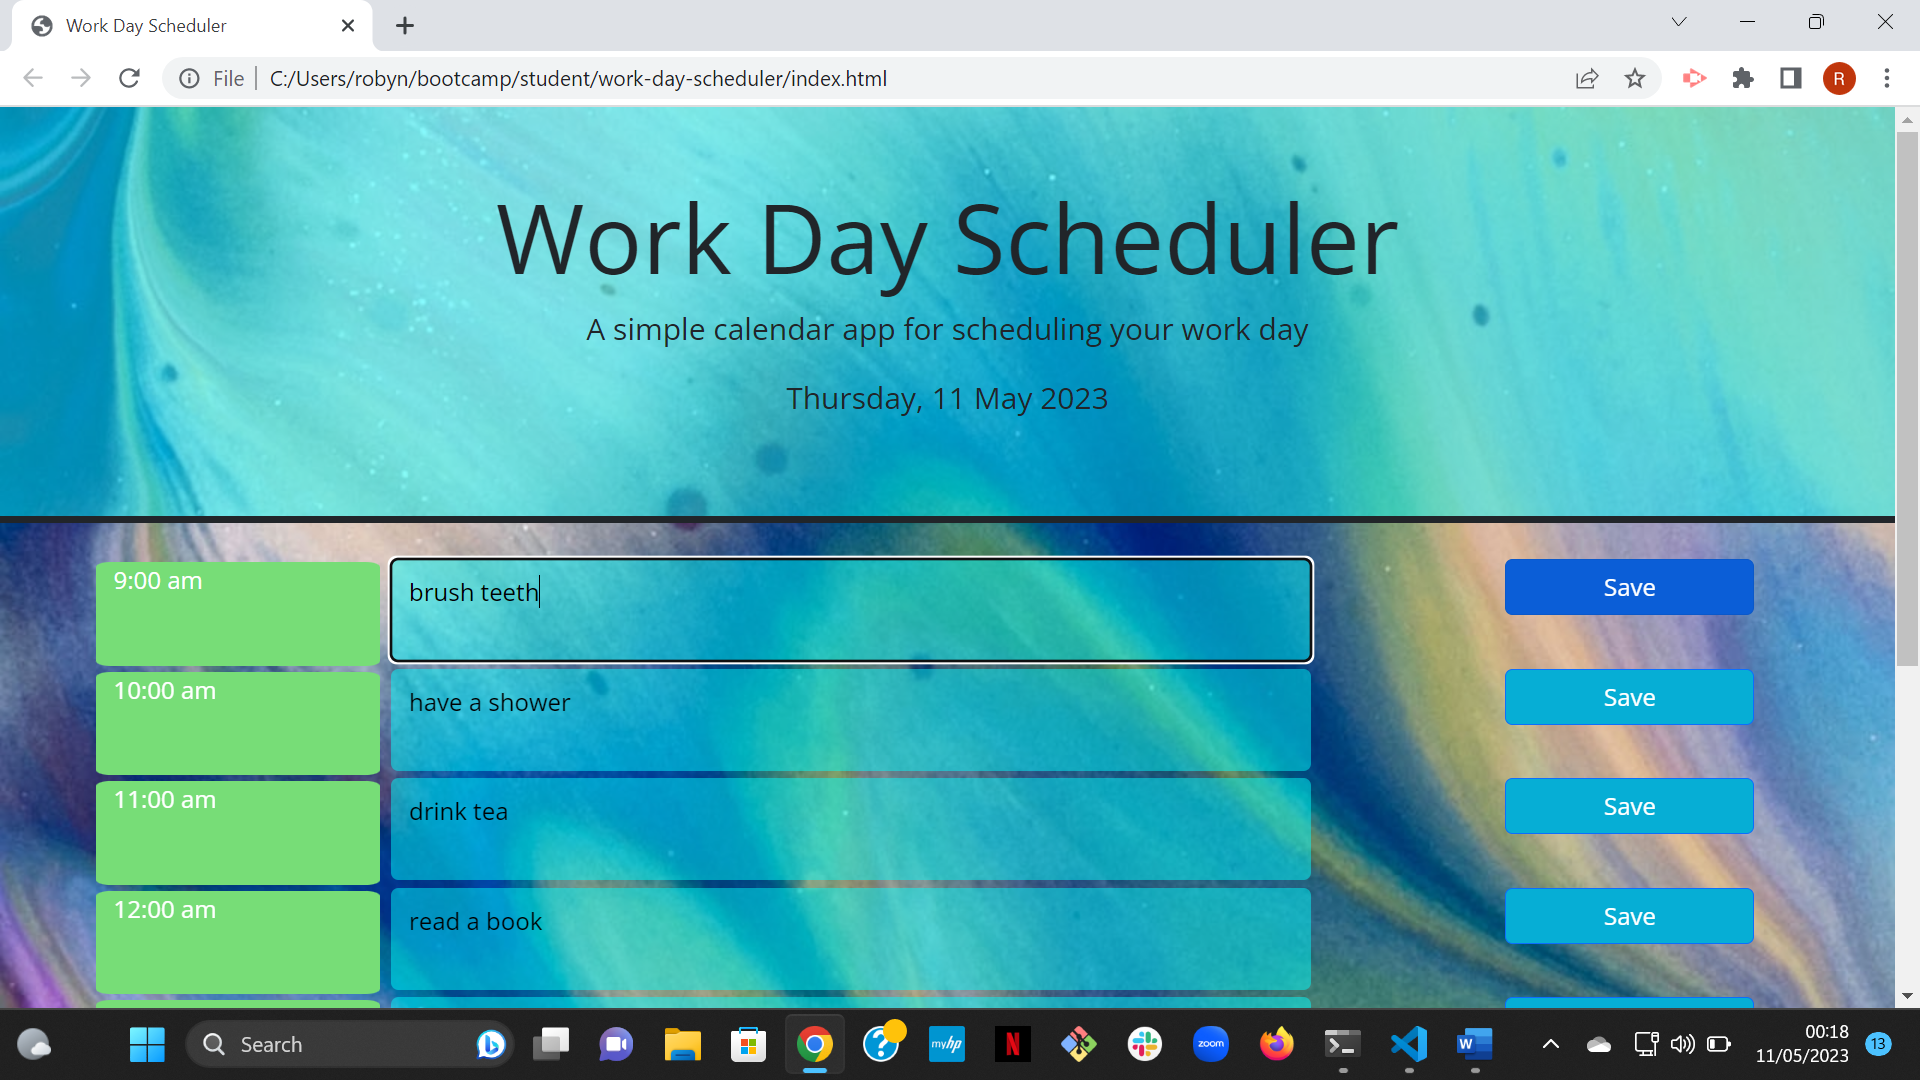 Work Day Scheduler
File
C:/Users/robyn/bootcamp/student/work-day-scheduler/index.html
R
Work Day Scheduler
A simple calendar app for scheduling your work day
Thursday, 11 May 2023
9:00 am
brush teeth
Save
10:00 am
have a shower
Save
11:00 am
drink tea
Save
12:00 am
read a book
Save
Search
myhp
N
zoom
W
00:18
11/05/2023
13